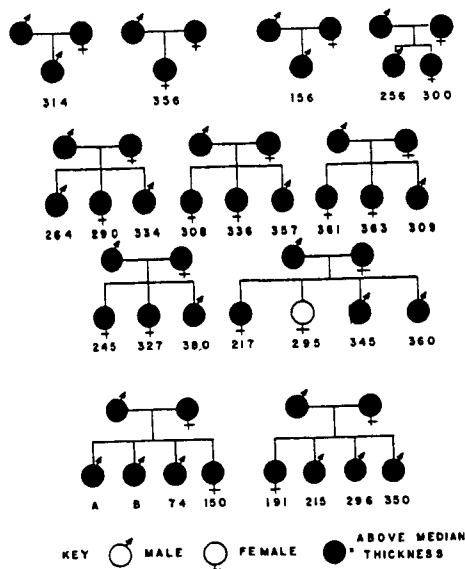 314 356 156 256 300
264 290 334 308 336 357 361 363 309
245 327 380 217 295 345 360
A B 74 150 191 215 296 350
ABOVE MEDIAN
KEY MALE FEMALE = THICKNESS